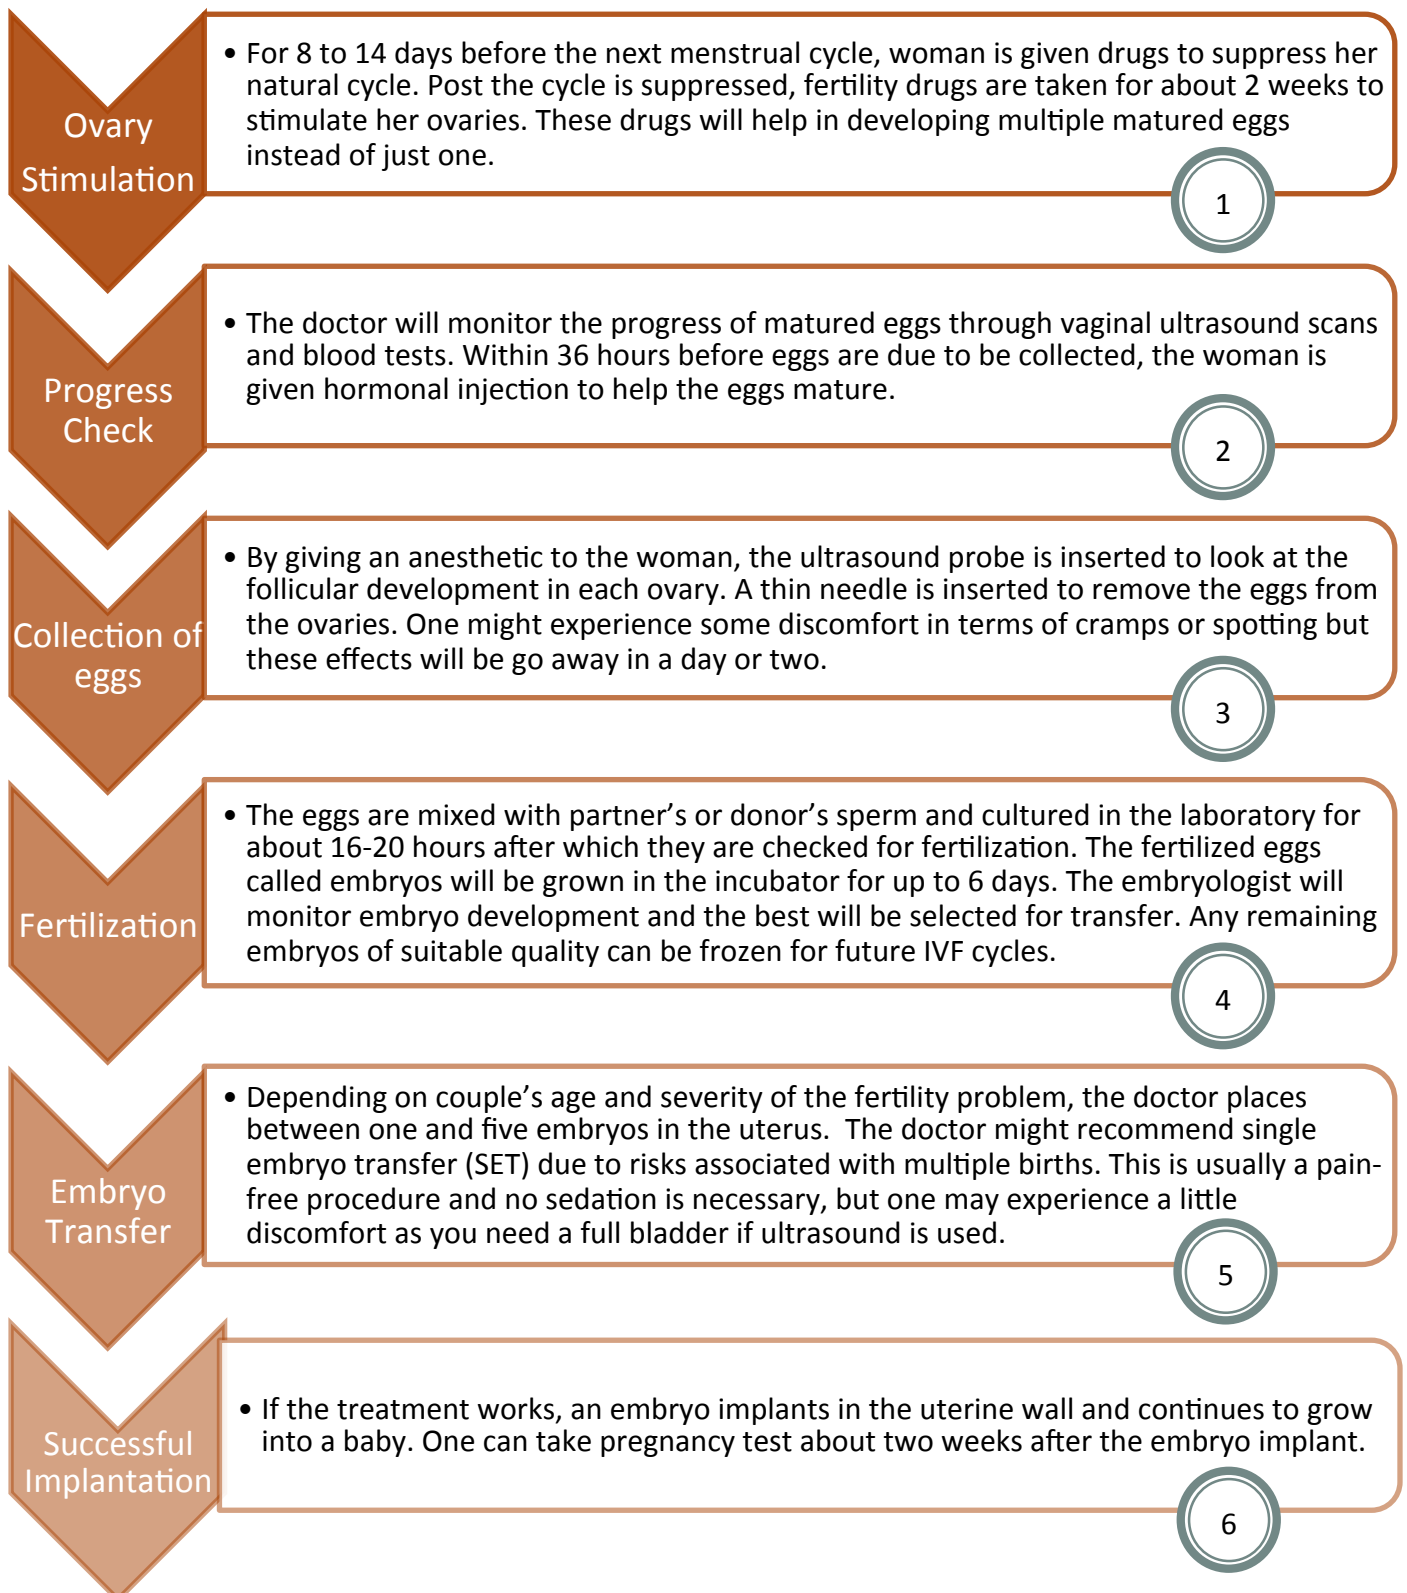 Ovary
Stimulation
• For 8 to 14 days before the next menstrual cycle, woman is given drugs to suppress her
natural cycle. Post the cycle is suppressed, fertility drugs are taken for about 2 weeks to
stimulate her ovaries. These drugs will help in developing multiple matured eggs
instead of just one.
1
Progress
Check
• The doctor will monitor the progress of matured eggs through vaginal ultrasound scans
and blood tests. Within 36 hours before eggs are due to be collected, the woman is
given hormonal injection to help the eggs mature.
2
Collection of
eggs
• By giving an anesthetic to the woman, the ultrasound probe is inserted to look at the
follicular development in each ovary. A thin needle is inserted to remove the eggs from
the ovaries. One might experience some discomfort in terms of cramps or spotting but
these effects will be go away in a day or two.
3
Fertilization
• The eggs are mixed with partner’s or donor’s sperm and cultured in the laboratory for
about 16-20 hours after which they are checked for fertilization. The fertilized eggs
called embryos will be grown in the incubator for up to 6 days. The embryologist will
monitor embryo development and the best will be selected for transfer. Any remaining
embryos of suitable quality can be frozen for future IVF cycles.
4
Embryo
Transfer
• Depending on couple’s age and severity of the fertility problem, the doctor places
between one and five embryos in the uterus.  The doctor might recommend single
embryo transfer (SET) due to risks associated with multiple births. This is usually a pain-
free procedure and no sedation is necessary, but one may experience a little
discomfort as you need a full bladder if ultrasound is used.
5
Successful
Implantation
• If the treatment works, an embryo implants in the uterine wall and continues to grow
into a baby. One can take pregnancy test about two weeks after the embryo implant.
6